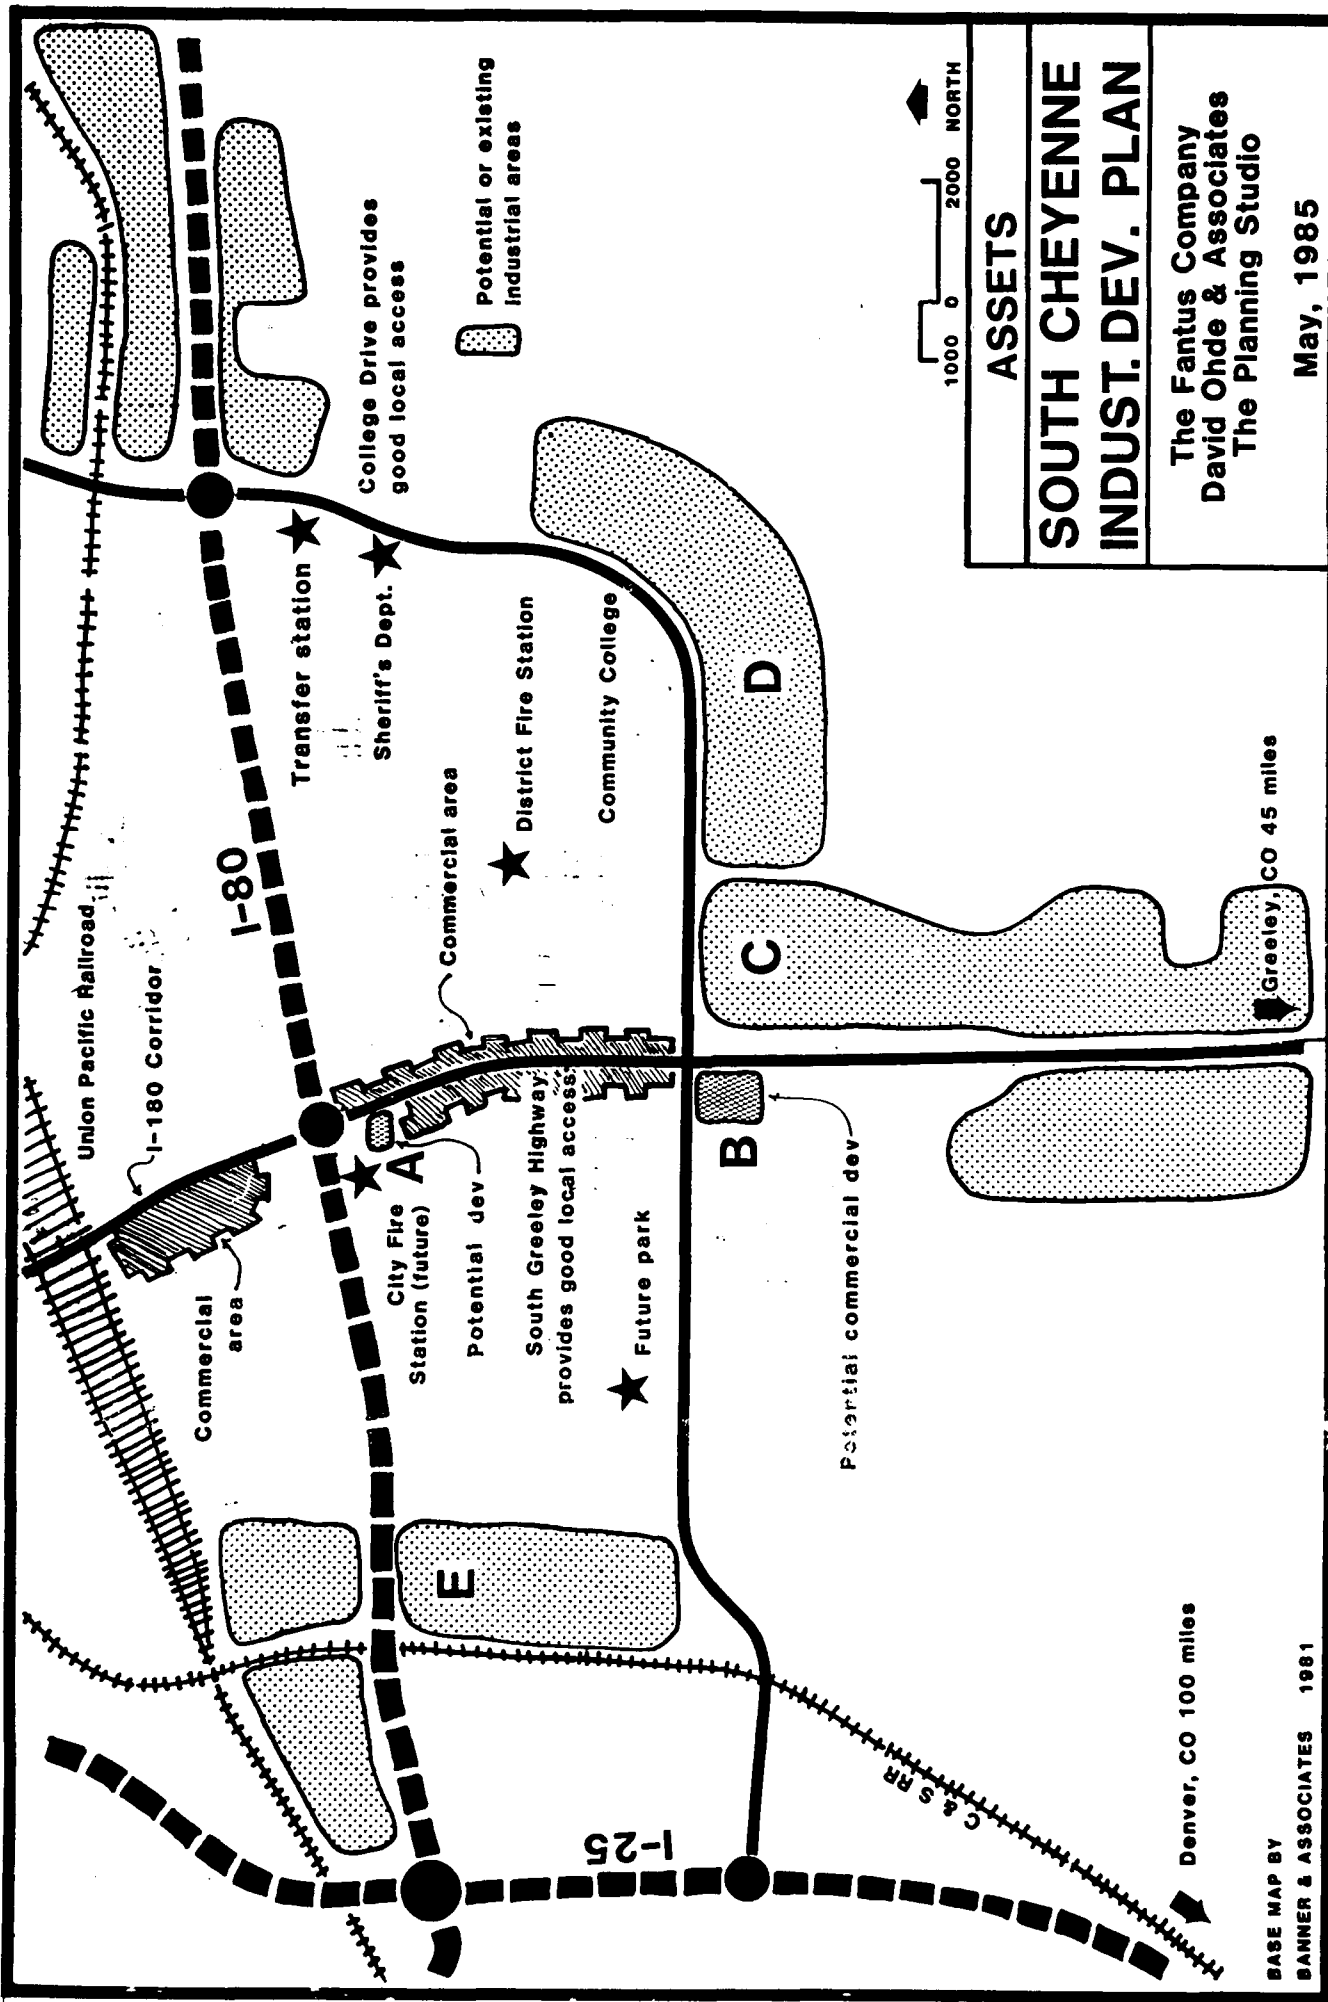 Union Pacific Railroad
I-180 Corridor
Commercial
area
I-80
Transfer station
Sheriff's Dept.
College Drive provides
good local access
Potential or existing
industrial areas
City Fire
Station (future)
A
Potential dev
Commercial area
District Fire Station
Community College
South Greeley Highway
provides good local access
Future park
E
B
C
D
Potential commercial dev
I-25
C & S RR
Denver, CO 100 miles
Greeley, CO 45 miles
BASE MAP BY
BANNER & ASSOCIATES 1981
1000 0 2000 NORTH
ASSETS
SOUTH CHEYENNE
INDUST. DEV. PLAN
The Fantus Company
David Ohde & Associates
The Planning Studio
May, 1985